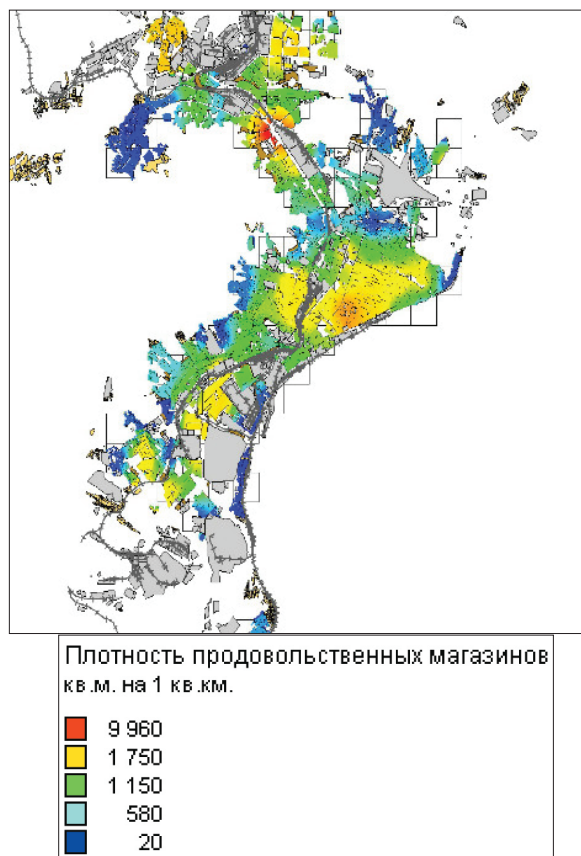 Плотность продовольственных магазинов
кв.м. на 1 кв.км.
9 960
1 750
1 150
580
20